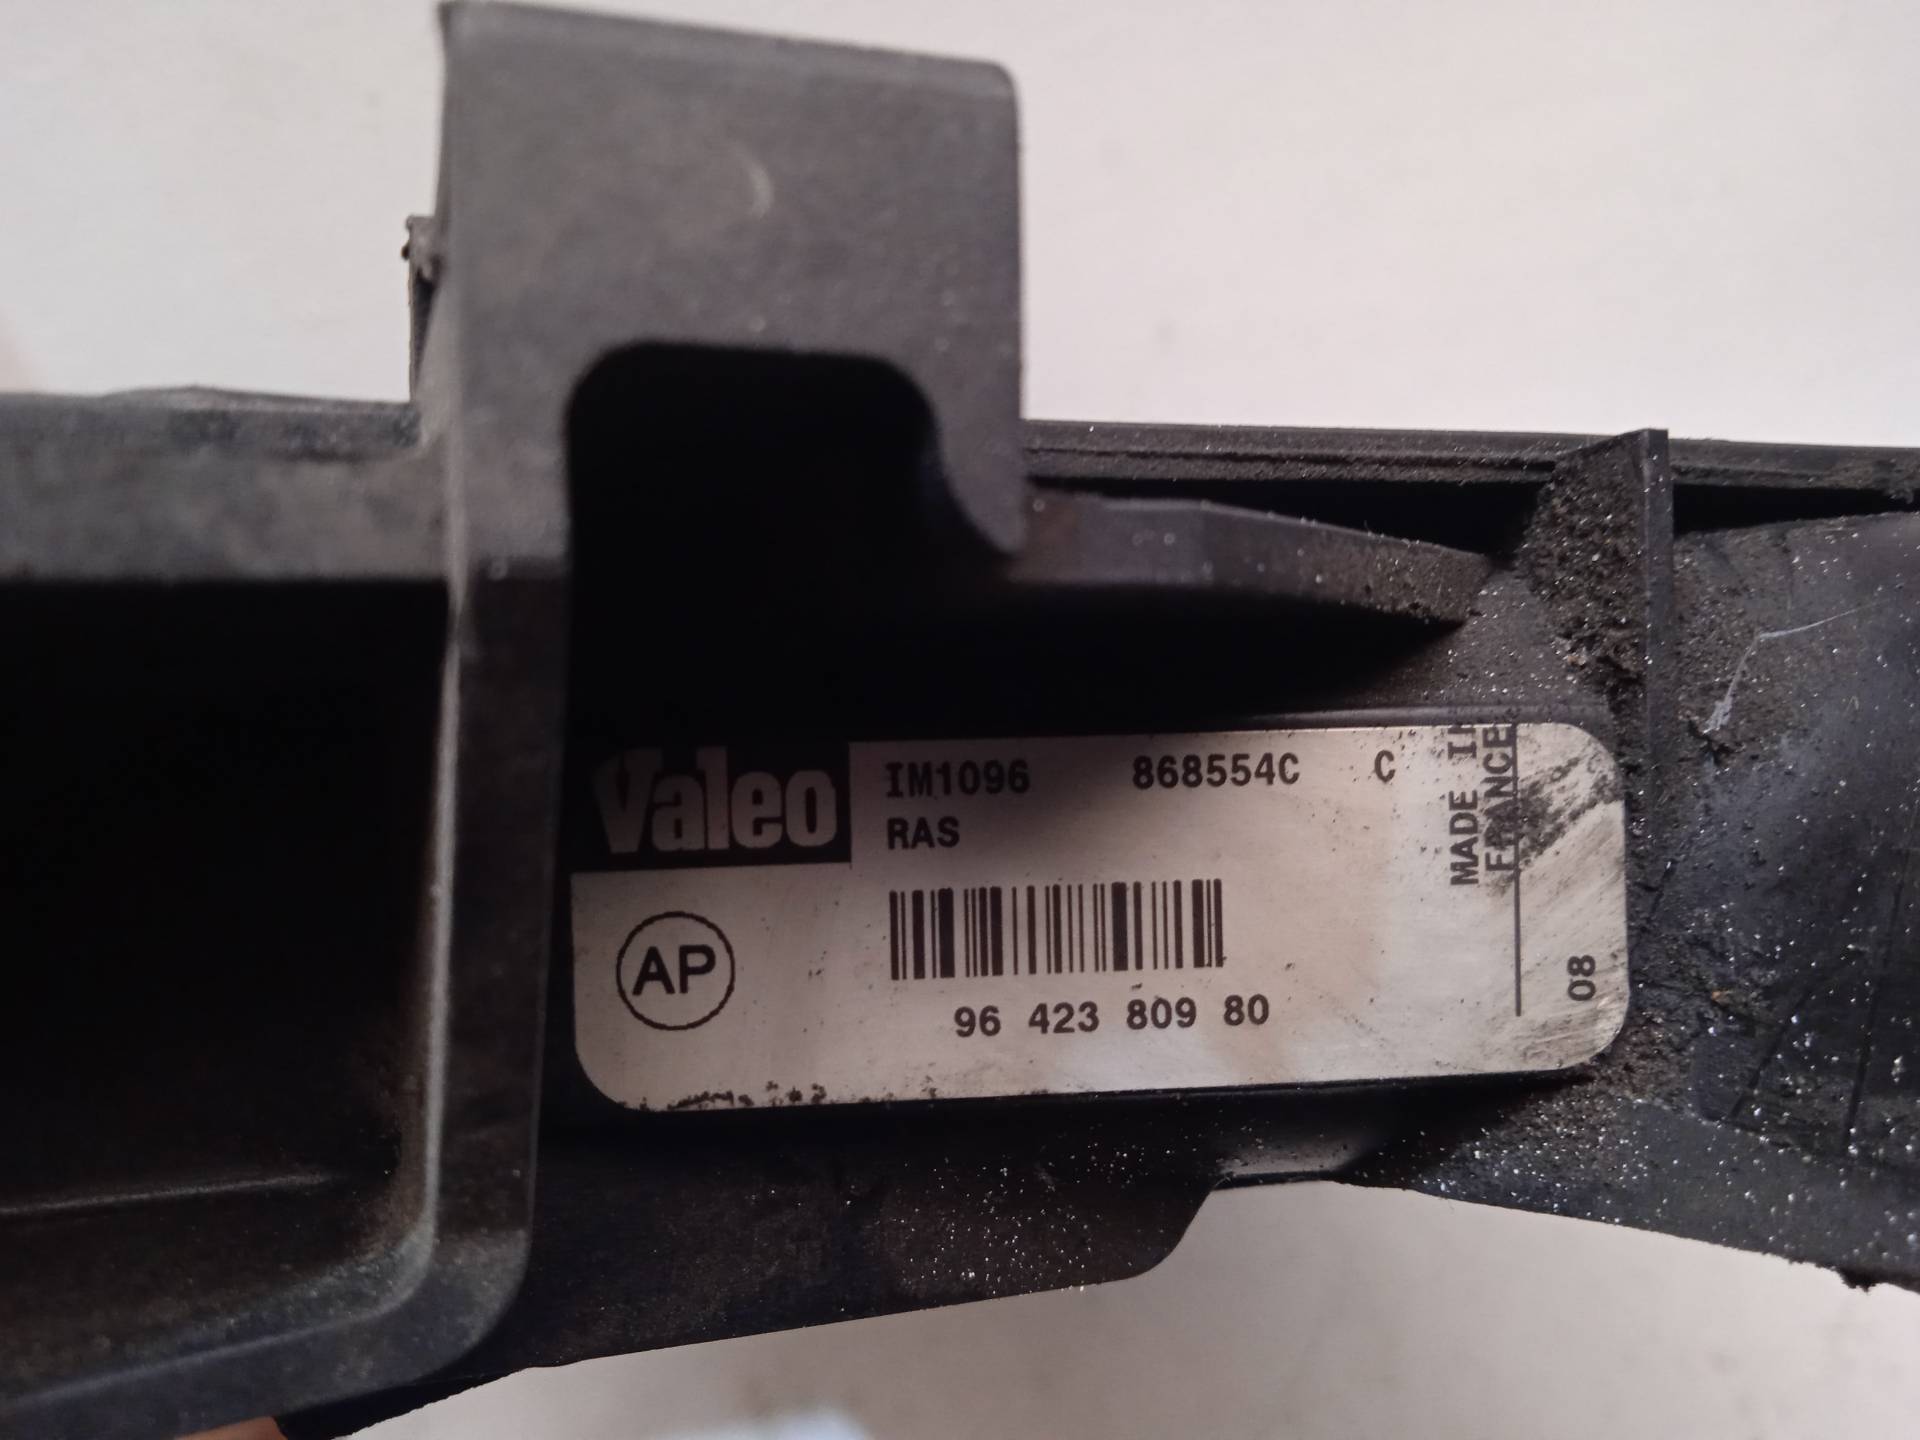 Valeo
IM1096 868554C C
RAS
MADE IN
FRANCE
AP
96 423 809 80
08